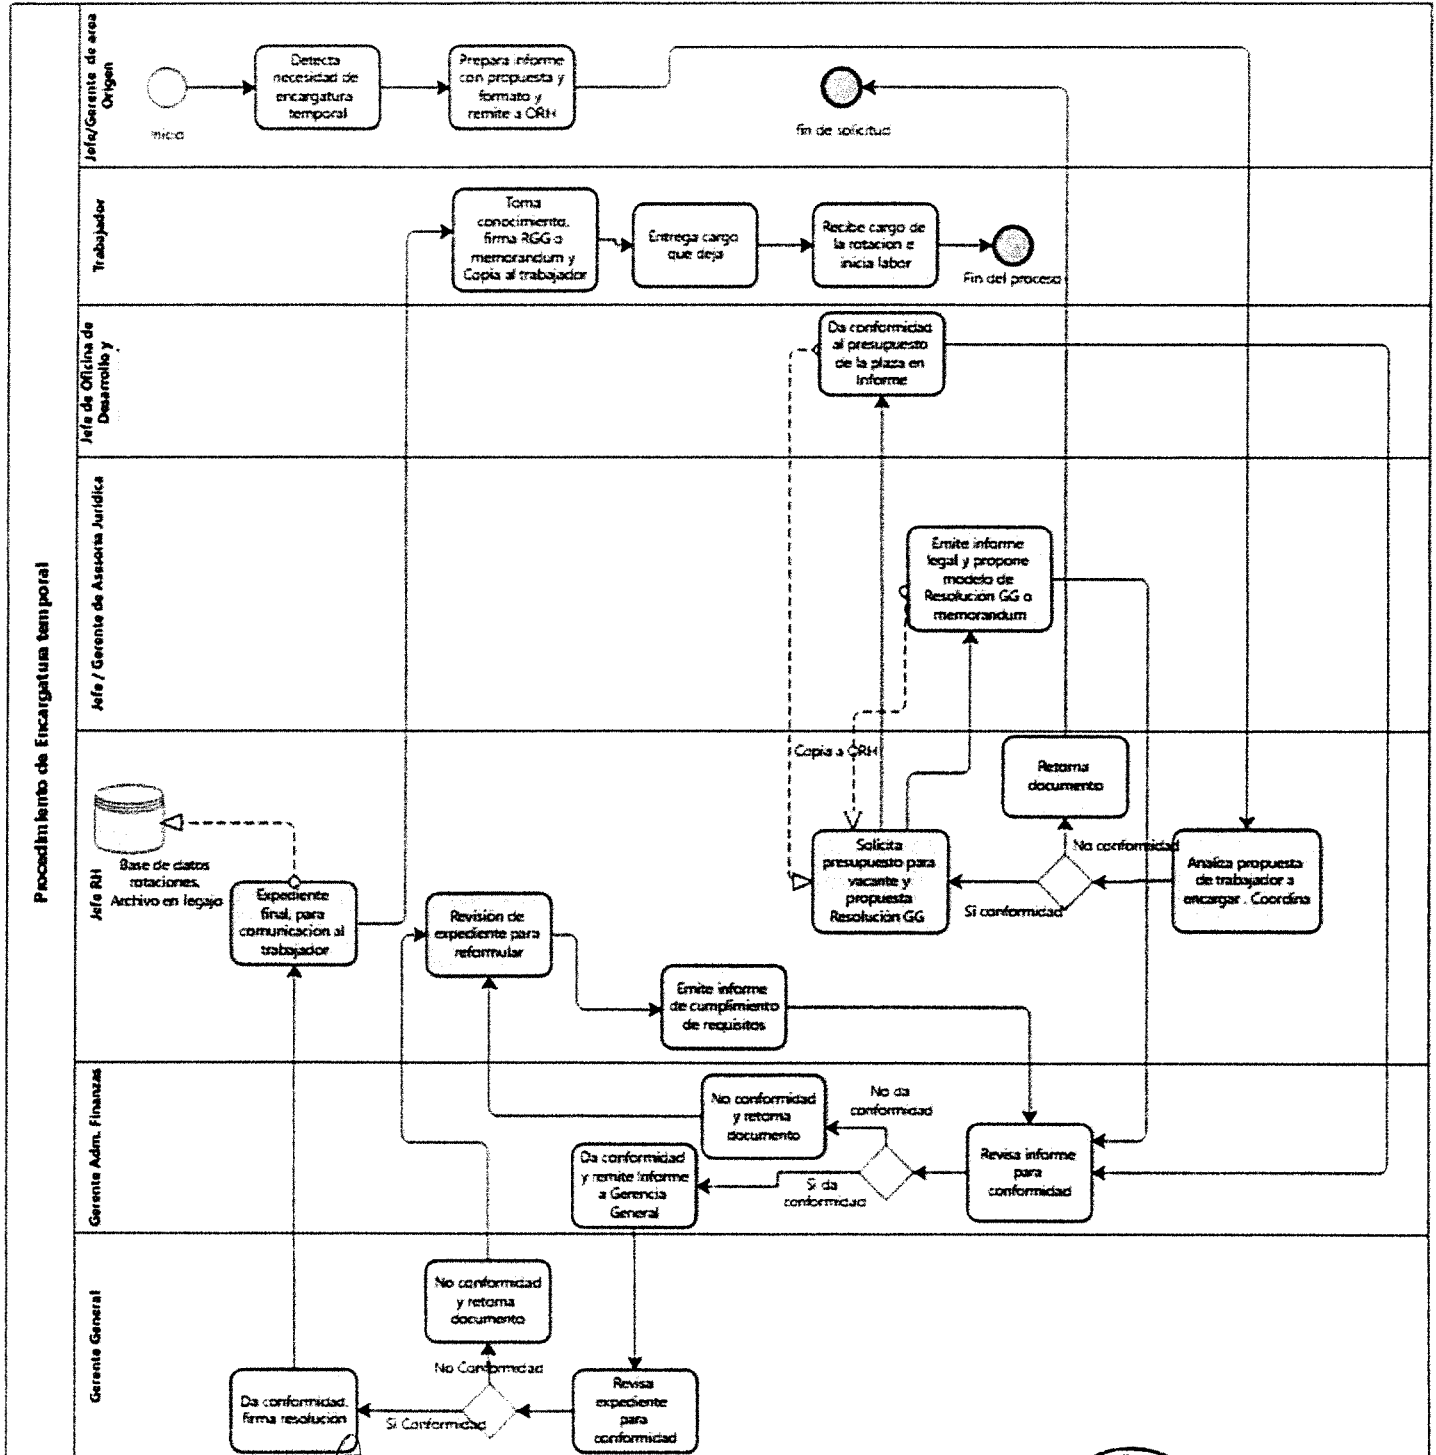 Procedimiento de Encargatura temporal
Jefe/Gerente de area
Origen
Inicio
Detecta
necesidad de
encargatura
temporal
Prepara informe
con propuesta y
formato y
remite a ORH
fin de solicitud
Trabajador
Toma
conocimiento,
firma RGG o
memorandum y
Copia al trabajador
Entrega cargo
que deja
Recibe cargo de
la rotacion e
inicia labor
Fin del proceso
Jefe de Oficina de
Desarrollo y
Da conformidad
al presupuesto
de la plaza en
Informe
Jefe / Gerente de Asesoria Juridica
Emite informe
legal y propone
modelo de
Resolución GG o
memorandum
Jefe RH
Copia a ORH
Retorna
documento
No conformidad
Base de datos
rotaciones,
Archivo en legajo
Expediente
final, para
comunicacion al
trabajador
Revisión de
expediente para
reformular
Solicita
presupuesto para
vacante y
propuesta
Resolución GG
Si conformidad
Analiza propuesta
de trabajador a
encargar . Coordina
Emite informe
de cumplimiento
de requisitos
Gerente Adm. Finanzas
No conformidad
y retorna
documento
No da
conformidad
Da conformidad
y remite Informe
a Gerencia
General
Si da
conformidad
Revisa informe
para
conformidad
Gerente General
No conformidad
y retorna
documento
No Conformidad
Da conformidad,
firma resolución
Si Conformidad
Revisa
expediente
para
conformidad